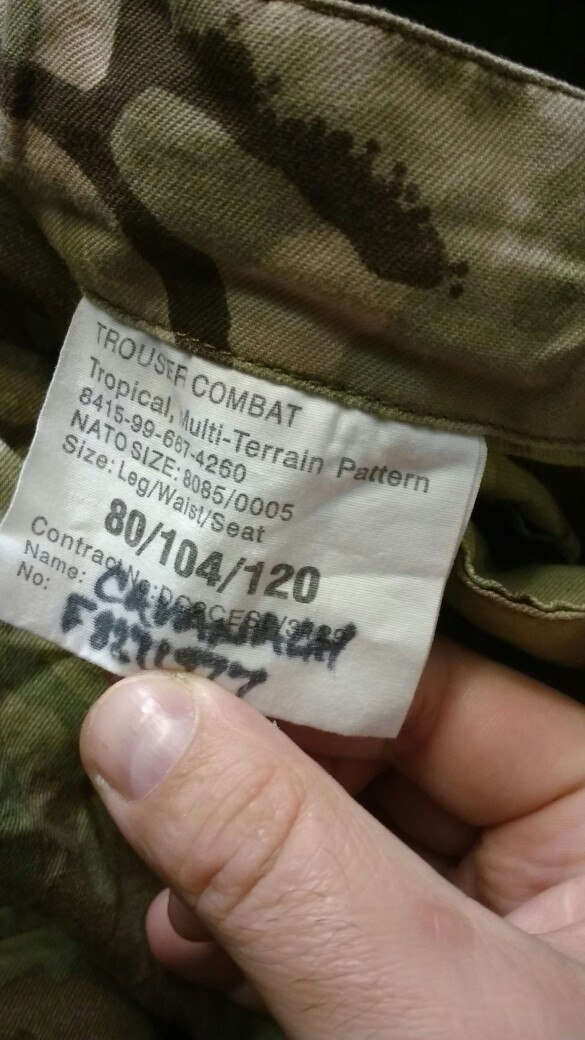 TROUSER COMBAT
Tropical, Multi-Terrain Pattern
8415-99-667-4260
NATO SIZE: 8085/0005
Size: Leg/Waist/Seat
80/104/120
Contract No:
Name: CAVANAGH
No: